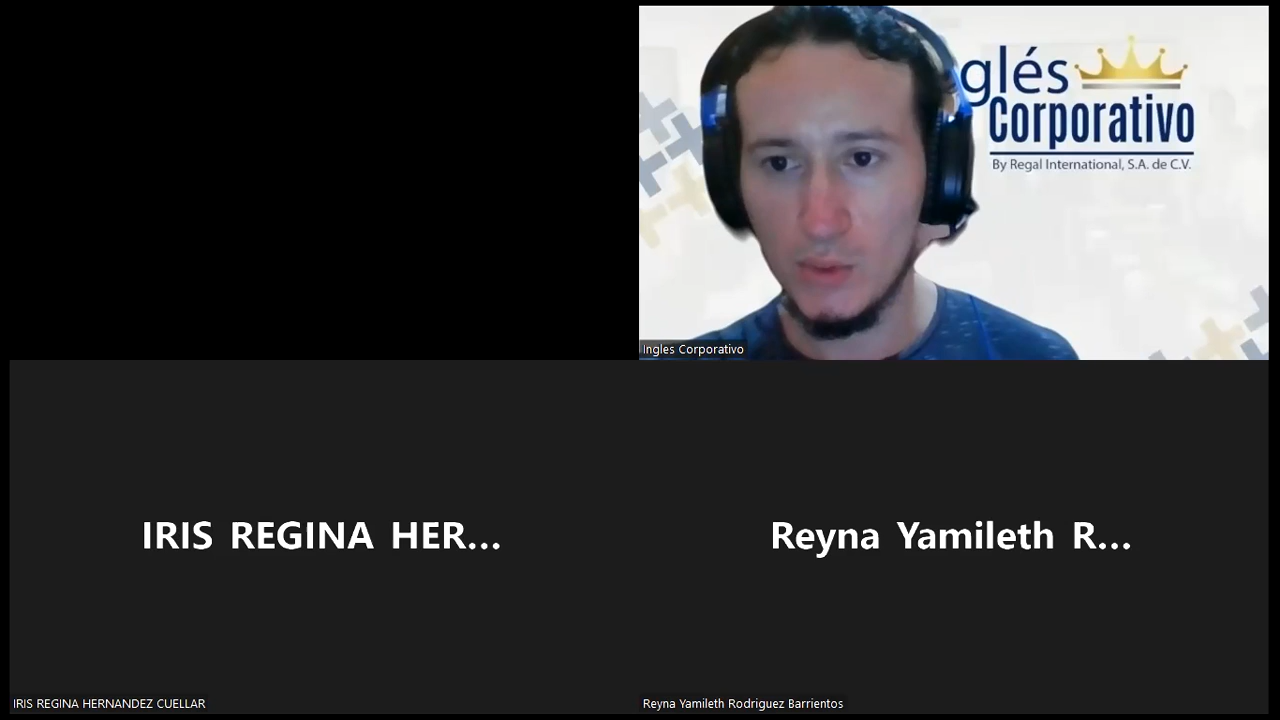 glés
Corporativo
By Regal International, S.A. de C.V.
Ingles Corporativo
IRIS REGINA HER...
Reyna Yamileth R...
IRIS REGINA HERNANDEZ CUELLAR
Reyna Yamileth Rodriguez Barrientos